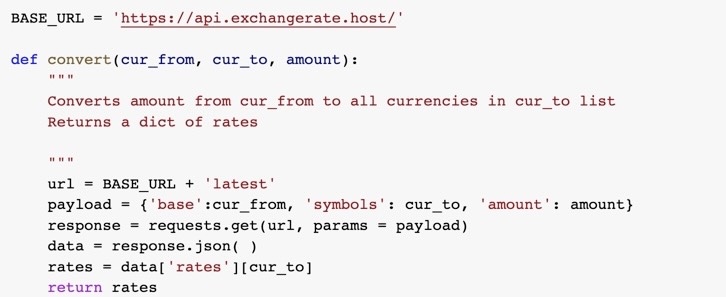 BASE_URL = 'https://api.exchangerate.host/'
def convert(cur_from, cur_to, amount):
"""
Converts amount from cur_from to all currencies in cur_to list
Returns a dict of rates
"""
url = BASE_URL + 'latest'
payload = {'base':cur_from, 'symbols': cur_to, 'amount': amount}
response = requests.get(url, params = payload)
data = response.json( )
rates = data['rates'][cur_to]
return rates